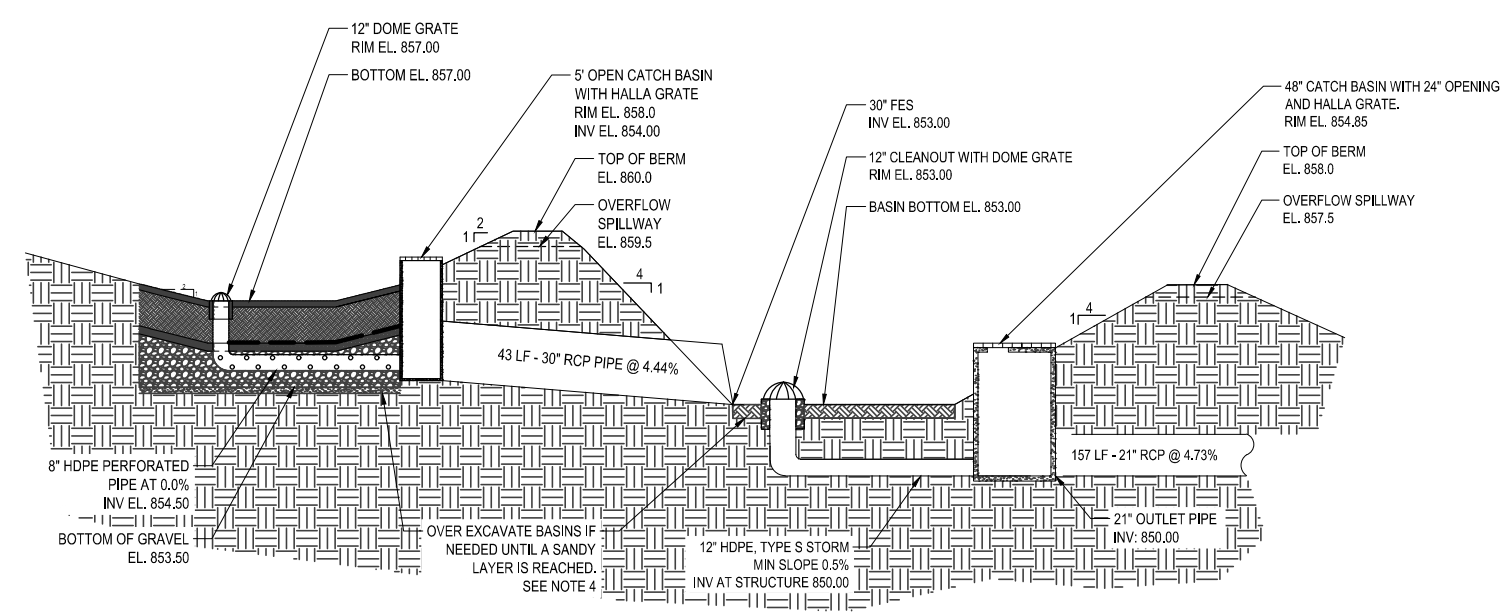 12" DOME GRATE
RIM EL. 857.00
BOTTOM EL. 857.00
5' OPEN CATCH BASIN
WITH HALLA GRATE
RIM EL. 858.0
INV EL. 854.00
TOP OF BERM
EL. 860.0
OVERFLOW
SPILLWAY
EL. 859.5
30" FES
INV EL. 853.00
12" CLEANOUT WITH DOME GRATE
RIM EL. 853.00
BASIN BOTTOM EL. 853.00
48" CATCH BASIN WITH 24" OPENING
AND HALLA GRATE.
RIM EL. 854.85
TOP OF BERM
EL. 858.0
OVERFLOW SPILLWAY
EL. 857.5
2
1
2
1
4
1
4
1
43 LF - 30" RCP PIPE @ 4.44%
157 LF - 21" RCP @ 4.73%
8" HDPE PERFORATED
PIPE AT 0.0%
INV EL. 854.50
BOTTOM OF GRAVEL
EL. 853.50
OVER EXCAVATE BASINS IF
NEEDED UNTIL A SANDY
LAYER IS REACHED.
SEE NOTE 4
12" HDPE, TYPE S STORM
MIN SLOPE 0.5%
INV AT STRUCTURE 850.00
21" OUTLET PIPE
INV: 850.00